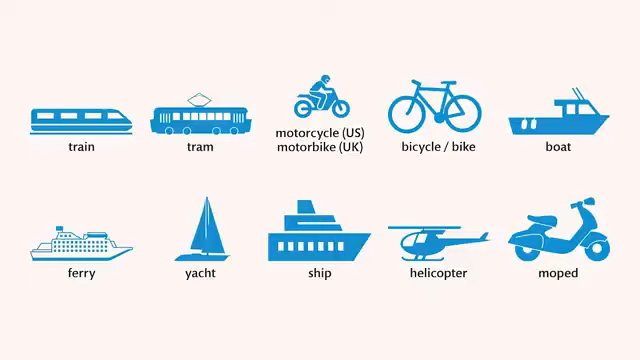 train
tram
motorcycle (US)
motorbike (UK)
bicycle / bike
boat
ferry
yacht
ship
helicopter
moped